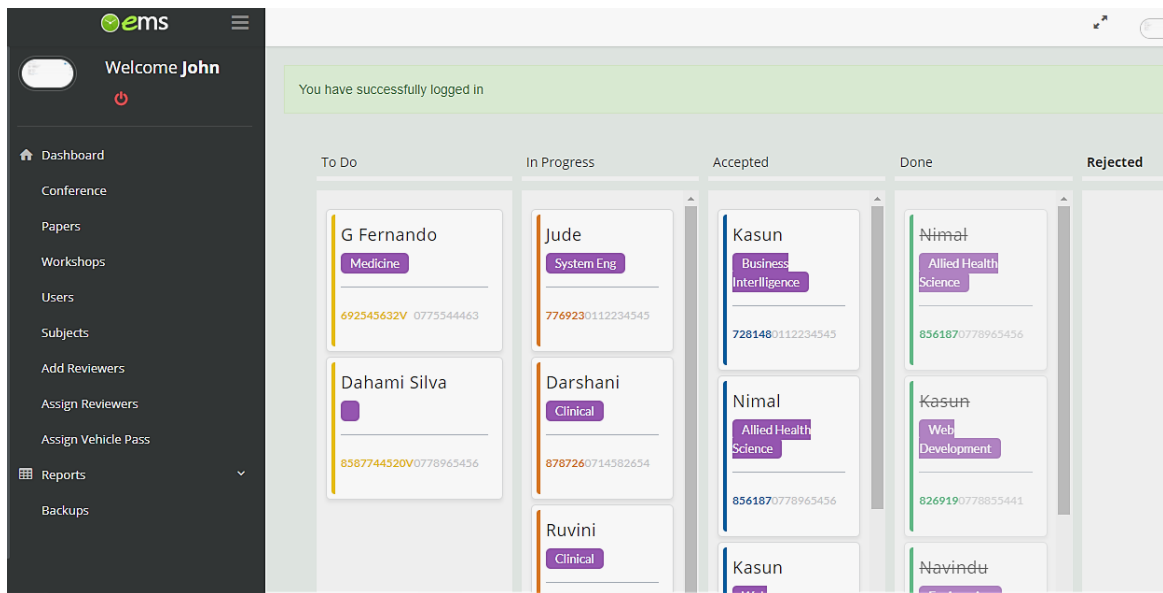 ems
Welcome John
You have successfully logged in
Dashboard
Conference
Papers
Workshops
Users
Subjects
Add Reviewers
Assign Reviewers
Assign Vehicle Pass
Reports
Backups
To Do
G Fernando
Medicine
692545632V 0775544463
Dahami Silva
8587744520V0778965456
In Progress
Jude
System Eng
7769230112234545
Darshani
Clinical
8787260714582654
Ruvini
Clinical
Accepted
Kasun
Business
Interlligence
7281480112234545
Nimal
Allied Health
Science
8561870778965456
Kasun
Web
Done
Nimal
Allied Health
Science
8561870778965456
Kasun
Web
Development
8269190778855441
Navindu
Rejected